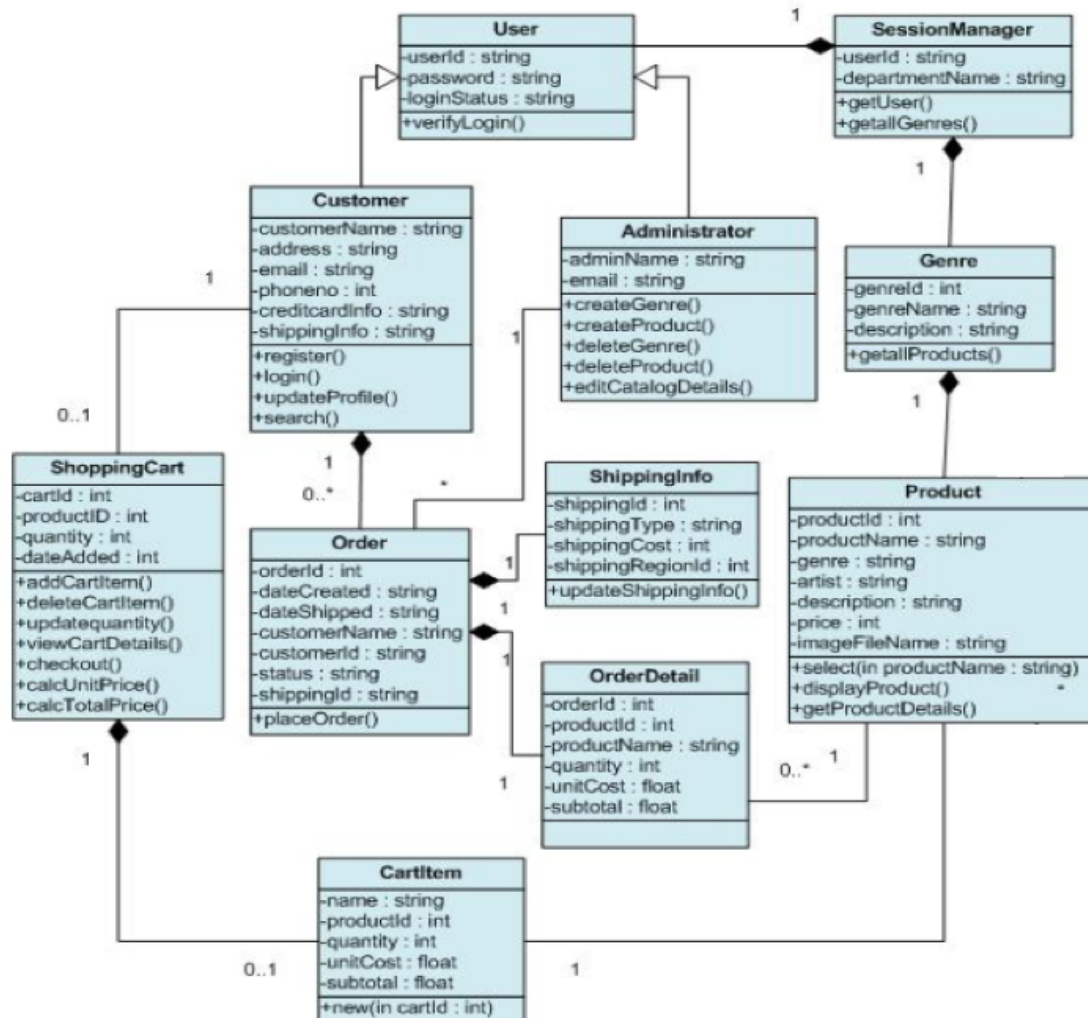 User
-userId : string
-password : string
-loginStatus : string
+verifyLogin()
1
SessionManager
-userId : string
-departmentName : string
+getUser()
+getallGenres()
1
Customer
-customerName : string
-address : string
-email : string
-phoneno : int
-creditcardInfo : string
-shippingInfo : string
+register()
+login()
+updateProfile()
+search()
1
0..1
1
0..*
Administrator
-adminName : string
-email : string
+createGenre()
+createProduct()
+deleteGenre()
+deleteProduct()
+editCatalogDetails()
1
*
Genre
-genreId : int
-genreName : string
-description : string
+getallProducts()
1
ShoppingCart
-cartId : int
-productID : int
-quantity : int
-dateAdded : int
+addCartItem()
+deleteCartItem()
+updatequantity()
+viewCartDetails()
+checkout()
+calcUnitPrice()
+calcTotalPrice()
1
Order
-orderId : int
-dateCreated : string
-dateShipped : string
-customerName : string
-customerId : string
-status : string
-shippingId : string
+placeOrder()
1
1
1
1
ShippingInfo
-shippingId : int
-shippingType : string
-shippingCost : int
-shippingRegionId : int
+updateShippingInfo()
OrderDetail
-orderId : int
-productId : int
-productName : string
-quantity : int
-unitCost : float
-subtotal : float
Product
-productId : int
-productName : string
-genre : string
-artist : string
-description : string
-price : int
-imageFileName : string
+select(in productName : string)
+displayProduct()
+getProductDetails()
*
0..*
1
CartItem
-name : string
-productId : int
-quantity : int
-unitCost : float
-subtotal : float
+new(in cartId : int)
0..1
1